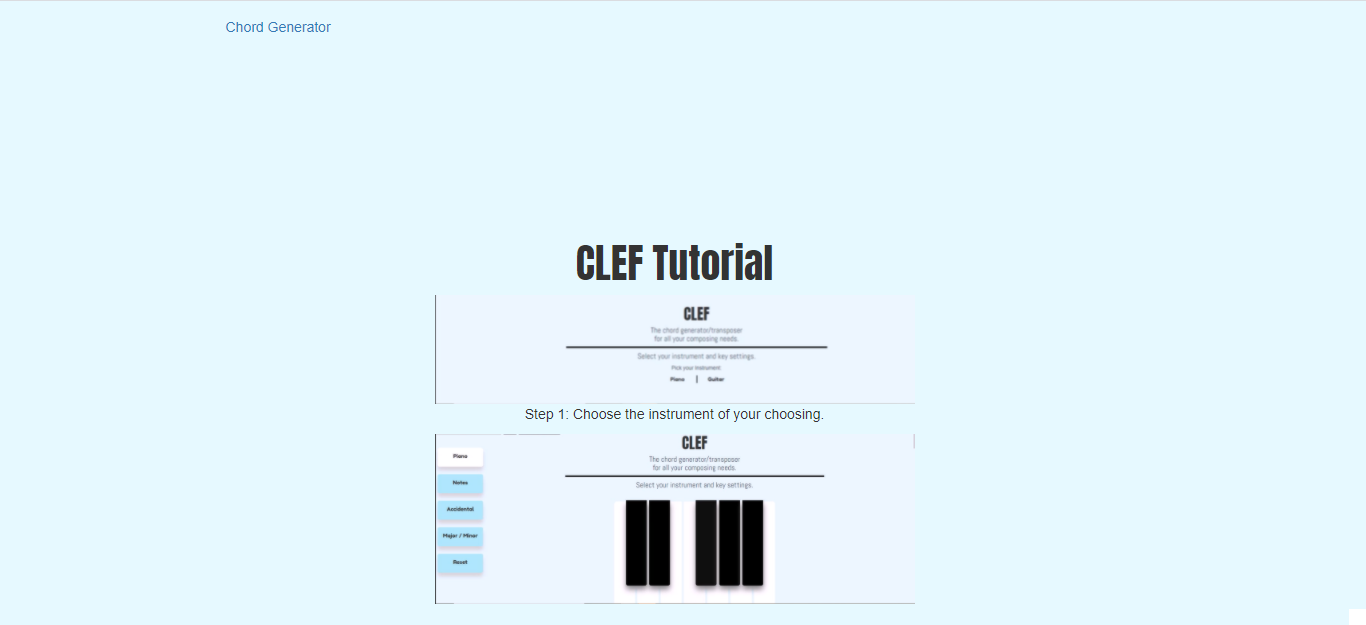 Chord Generator
CLEF Tutorial
CLEF
The chord generator/transposer
for all your composing needs.
Select your instrument and key settings.
Pick your instrument
Piano | Guitar
Step 1: Choose the instrument of your choosing.
CLEF
The chord generator/transposer
for all your composing needs.
Select your instrument and key settings.
Piano
Notes
Accidental
Major / Minor
Reset